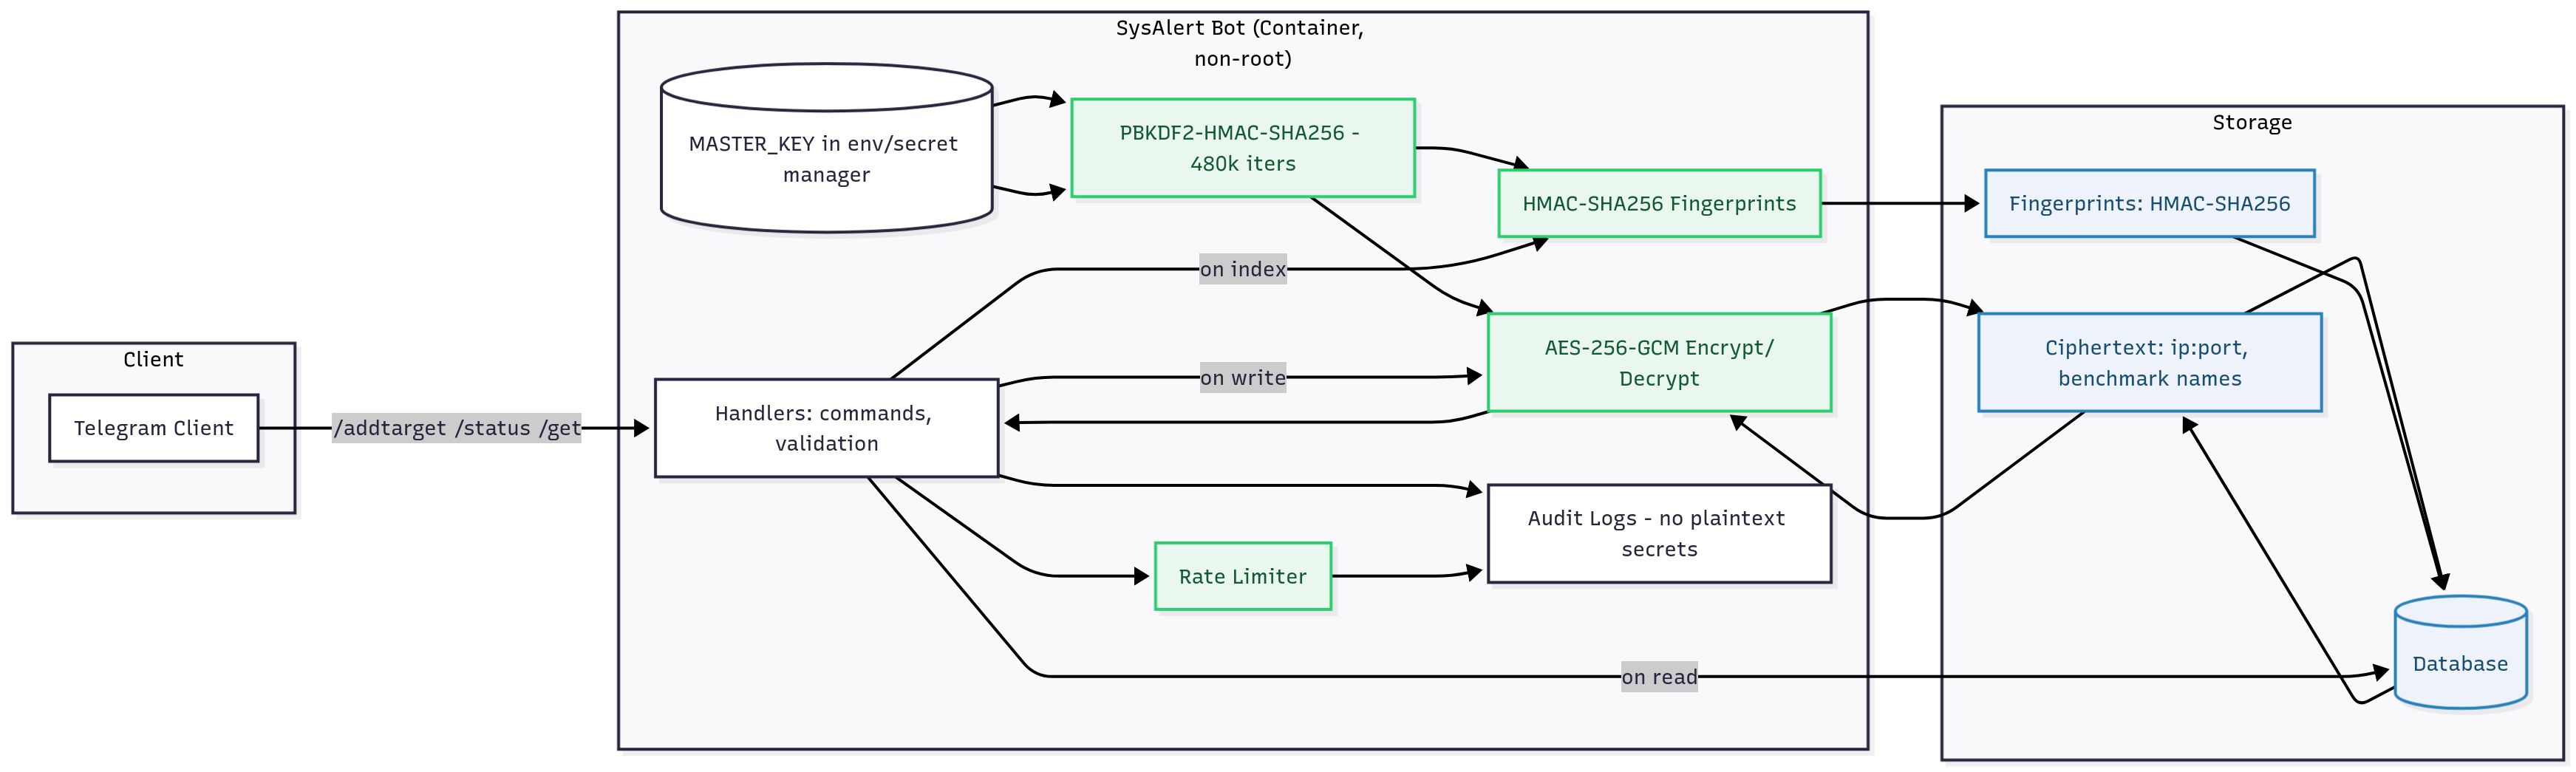 SysAlert Bot (Container,
non-root)
MASTER_KEY in env/secret
manager
PBKDF2-HMAC-SHA256 -
480k iters
HMAC-SHA256 Fingerprints
Storage
Fingerprints: HMAC-SHA256
on index
Client
Telegram Client
/addtarget /status /get
Handlers: commands,
validation
on write
AES-256-GCM Encrypt/
Decrypt
Ciphertext: ip:port,
benchmark names
Audit Logs - no plaintext
secrets
Rate Limiter
on read
Database